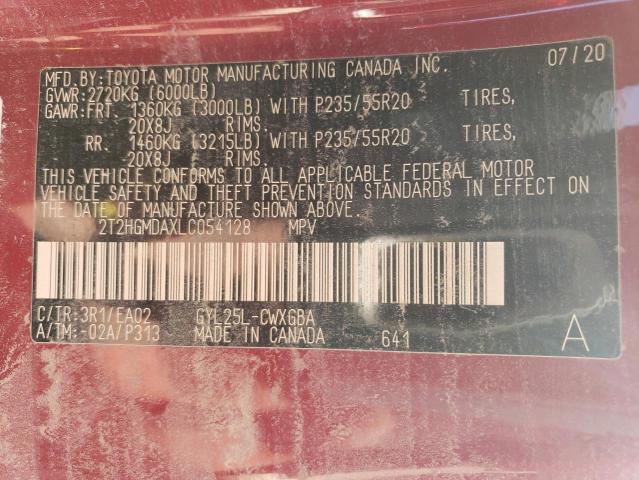 07/20
MFD.BY:TOYOTA MOTOR MANUFACTURING CANADA INC.
GVWR:2720KG (6000LB)
GAWR:FRT. 1360KG (3000LB) WITH P235/55R20 TIRES,
20X8J RIMS.
RR. 1460KG (3215LB) WITH P235/55R20 TIRES,
20X8J RIMS.
THIS VEHICLE CONFORMS TO ALL APPLICABLE FEDERAL MOTOR
VEHICLE SAFETY AND THEFT PREVENTION STANDARDS IN EFFECT ON
THE DATE OF MANUFACTURE SHOWN ABOVE.
2T2HGMDAXLC054128 MPV
C/TR:3R1/EA02 GYL25L-CWXGBA
A/TM:-02A/P313 MADE IN CANADA 641 A